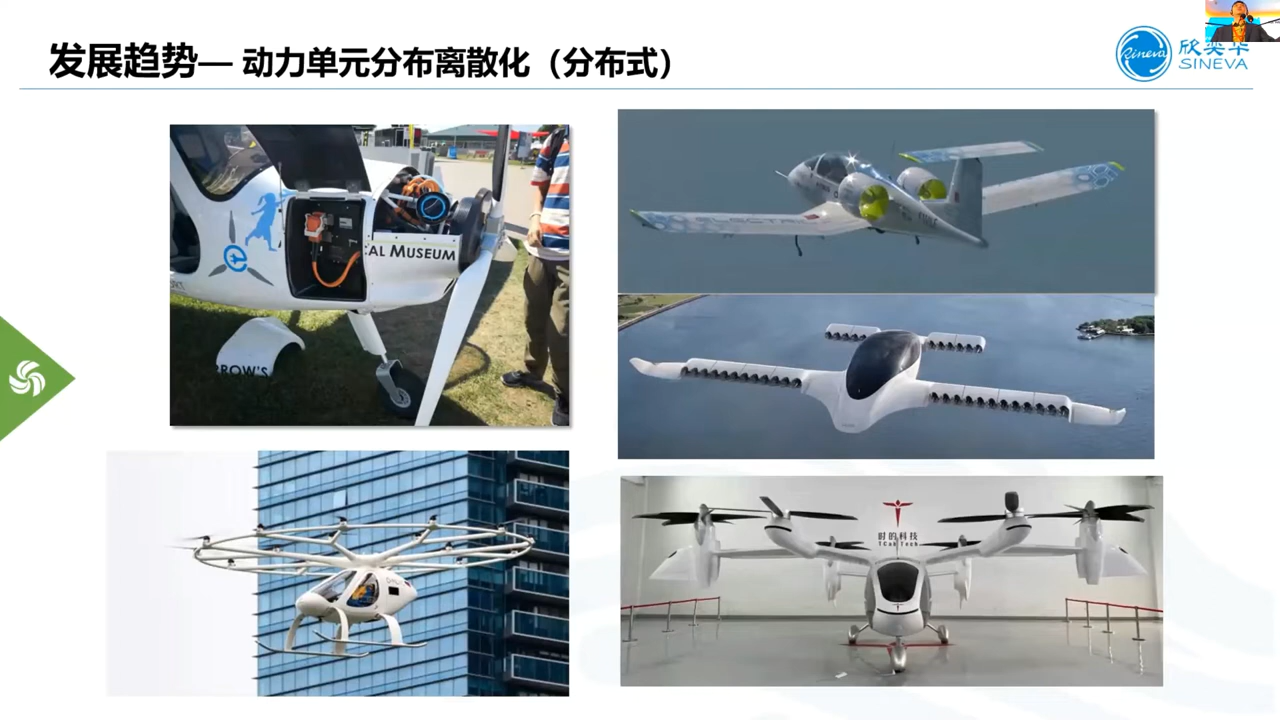 发展趋势— 动力单元分布离散化（分布式）
Rineva
欣奕华
SINEVA
CAL MUSEUM
e
ROW'S
时的科技
TCab Tech